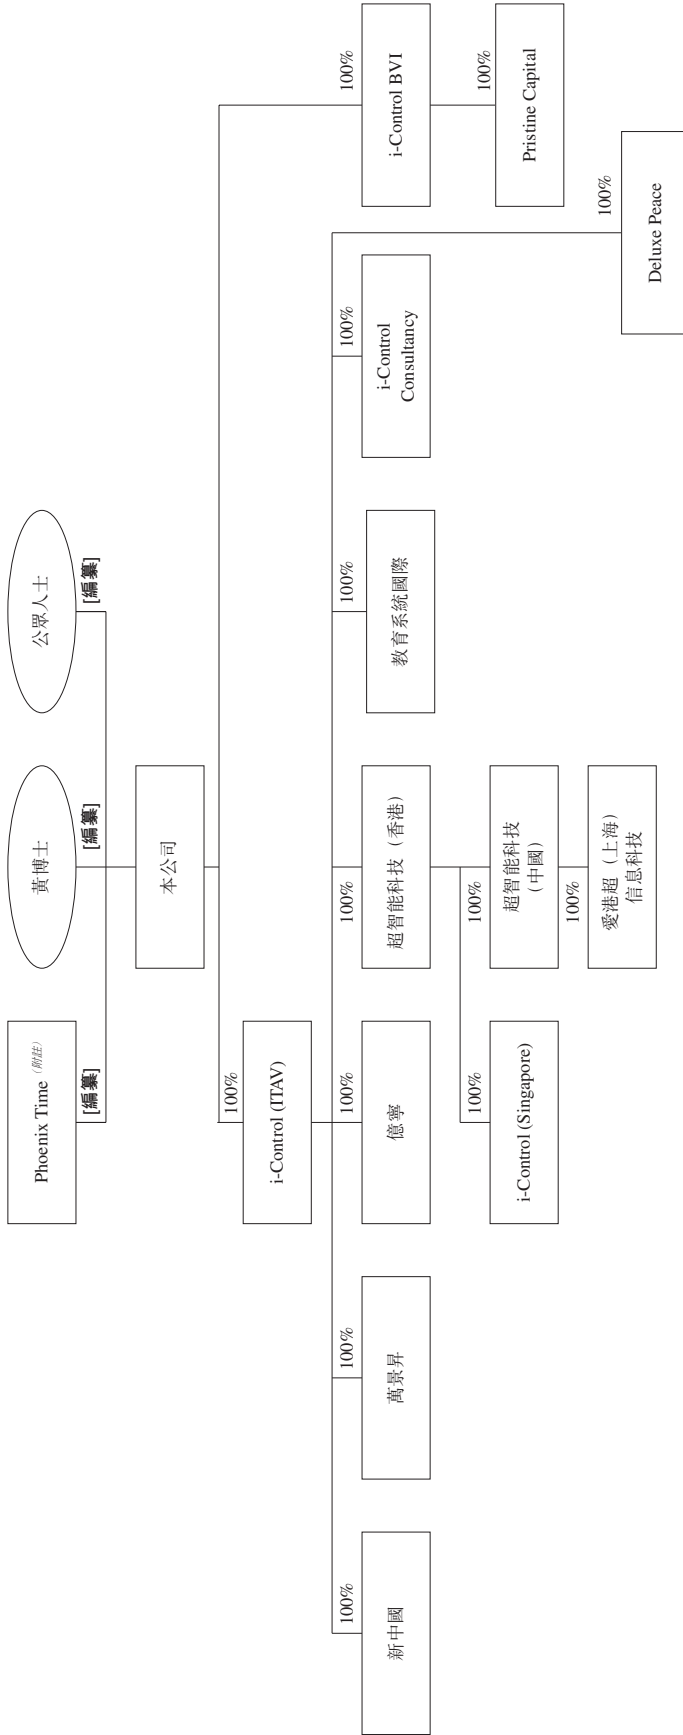 Phoenix Time（附註）
黃博士
公眾人士
[編纂]
[編纂]
[編纂]
本公司
100%
100%
i-Control (ITAV)
i-Control BVI
100%
Pristine Capital
100%
100%
100%
100%
100%
100%
100%
新中國
萬景昇
億寧
超智能科技（香港）
教育系統國際
i-Control
Consultancy
Deluxe Peace
100%
100%
i-Control (Singapore)
超智能科技
（中國）
100%
愛港超（上海）
信息科技